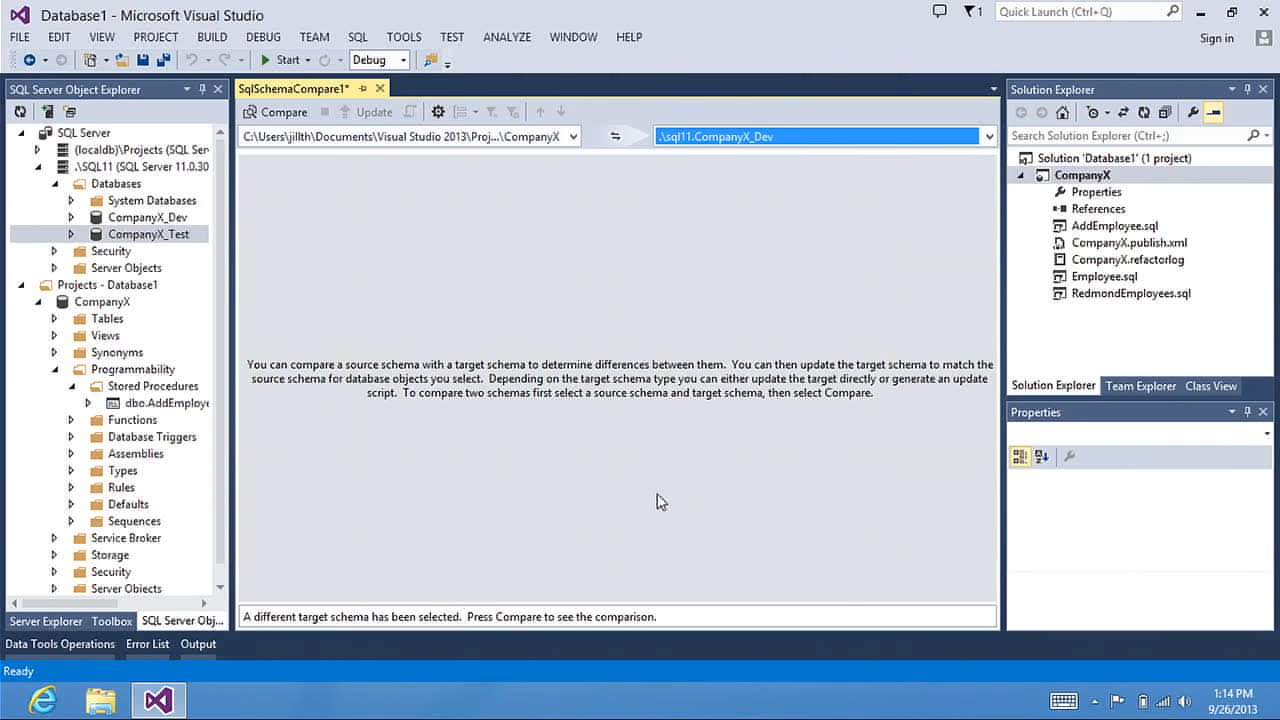 Database1 - Microsoft Visual Studio
1
Quick Launch (Ctrl+Q)
FILE EDIT VIEW PROJECT BUILD DEBUG TEAM SQL TOOLS TEST ANALYZE WINDOW HELP
Sign in
Start Debug
SQL Server Object Explorer
SQL Server
(localdb)\Projects (SQL Ser
.\SQL11 (SQL Server 11.0.30
Databases
System Databases
CompanyX_Dev
CompanyX_Test
Security
Server Objects
Projects - Database1
CompanyX
Tables
Views
Synonyms
Programmability
Stored Procedures
dbo.AddEmploye
Functions
Database Triggers
Assemblies
Types
Rules
Defaults
Sequences
Service Broker
Storage
Security
Server Objects
Server Explorer Toolbox SQL Server Obj...
SqlSchemaCompare1*
Compare Update
C:\Users\jillth\Documents\Visual Studio 2013\Proj...\CompanyX
.\sql11.CompanyX_Dev
You can compare a source schema with a target schema to determine differences between them. You can then update the target schema to match the
source schema for database objects you select. Depending on the target schema type you can either update the target directly or generate an update
script. To compare two schemas first select a source schema and target schema, then select Compare.
A different target schema has been selected. Press Compare to see the comparison.
Solution Explorer
Search Solution Explorer (Ctrl+;)
Solution 'Database1' (1 project)
CompanyX
Properties
References
AddEmployee.sql
CompanyX.publish.xml
CompanyX.refactorlog
Employee.sql
RedmondEmployees.sql
Solution Explorer Team Explorer Class View
Properties
Data Tools Operations Error List Output
Ready
1:14 PM
9/26/2013